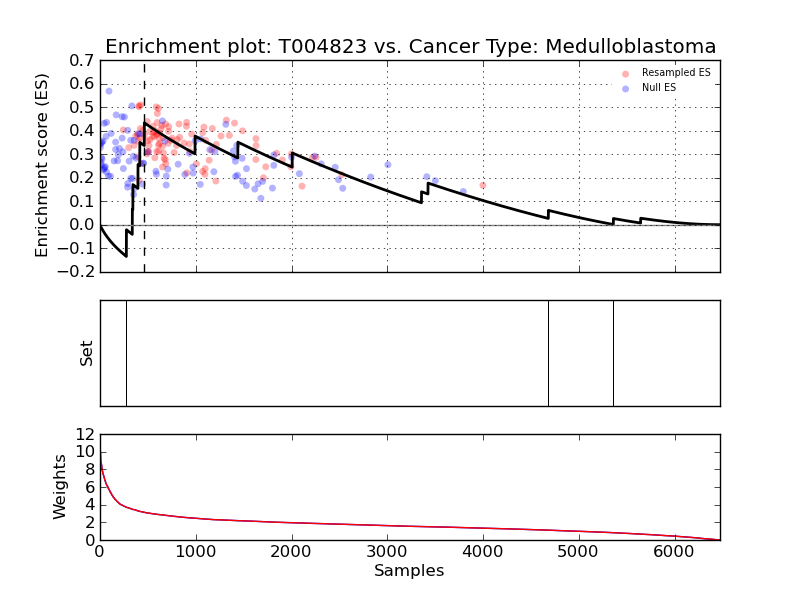 Enrichment plot: T004823 vs. Cancer Type: Medulloblastoma
0.7
0.6
0.5
0.4
0.3
0.2
0.1
0.0
−0.1
−0.2
Enrichment score (ES)
Resampled ES
Null ES
Set
12
10
8
6
4
2
0
Weights
0 1000 2000 3000 4000 5000 6000
Samples